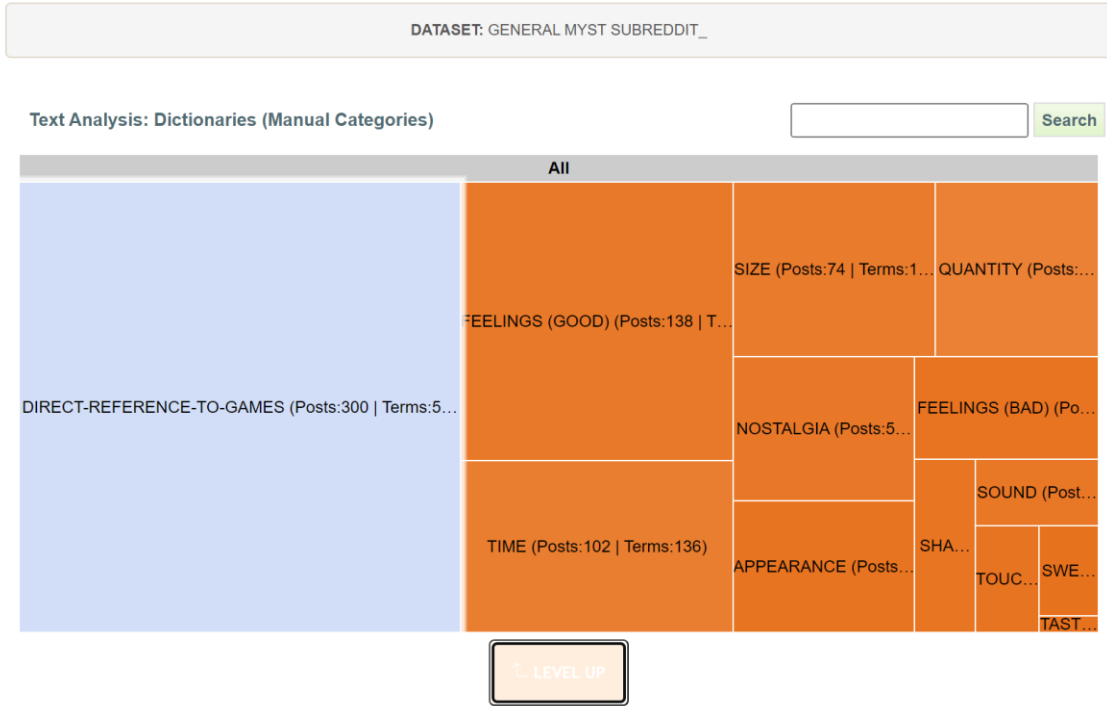 DATASET: GENERAL MYST SUBREDDIT_
Text Analysis: Dictionaries (Manual Categories)
Search
All
DIRECT-REFERENCE-TO-GAMES (Posts:300 | Terms:5...
FEELINGS (GOOD) (Posts:138 | T...
TIME (Posts:102 | Terms:136)
SIZE (Posts:74 | Terms:1...
QUANTITY (Posts:...
NOSTALGIA (Posts:5...
FEELINGS (BAD) (Po...
APPEARANCE (Posts...
SHA...
SOUND (Post...
TOUC...
SWE...
TAST...
LEVEL UP